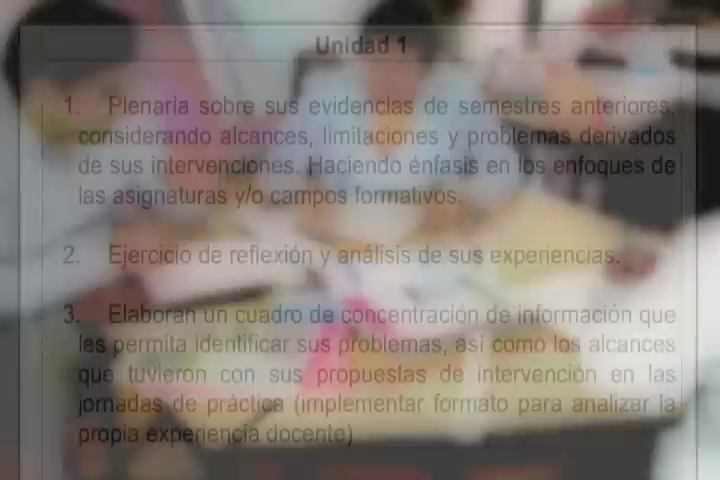 Unidad 1
1. Plenaria sobre sus evidencias de semestres anteriores,
considerando alcances, limitaciones y problemas derivados
de sus intervenciones. Haciendo énfasis en los enfoques de
las asignaturas y/o campos formativos.
2. Ejercicio de reflexión y análisis de sus experiencias.
3. Elaboran un cuadro de concentración de información que
les permita identificar sus problemas, así como los alcances
que tuvieron con sus propuestas de intervención en las
jornadas de práctica (implementar formato para analizar la
propia experiencia docente)